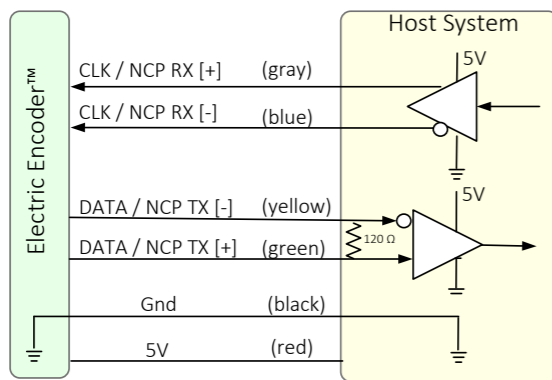 Host System
5V
CLK / NCP RX [+] (gray)
CLK / NCP RX [-] (blue)
Electric Encoder™
5V
DATA / NCP TX [-] (yellow)
120 Ω
DATA / NCP TX [+] (green)
Gnd (black)
5V (red)